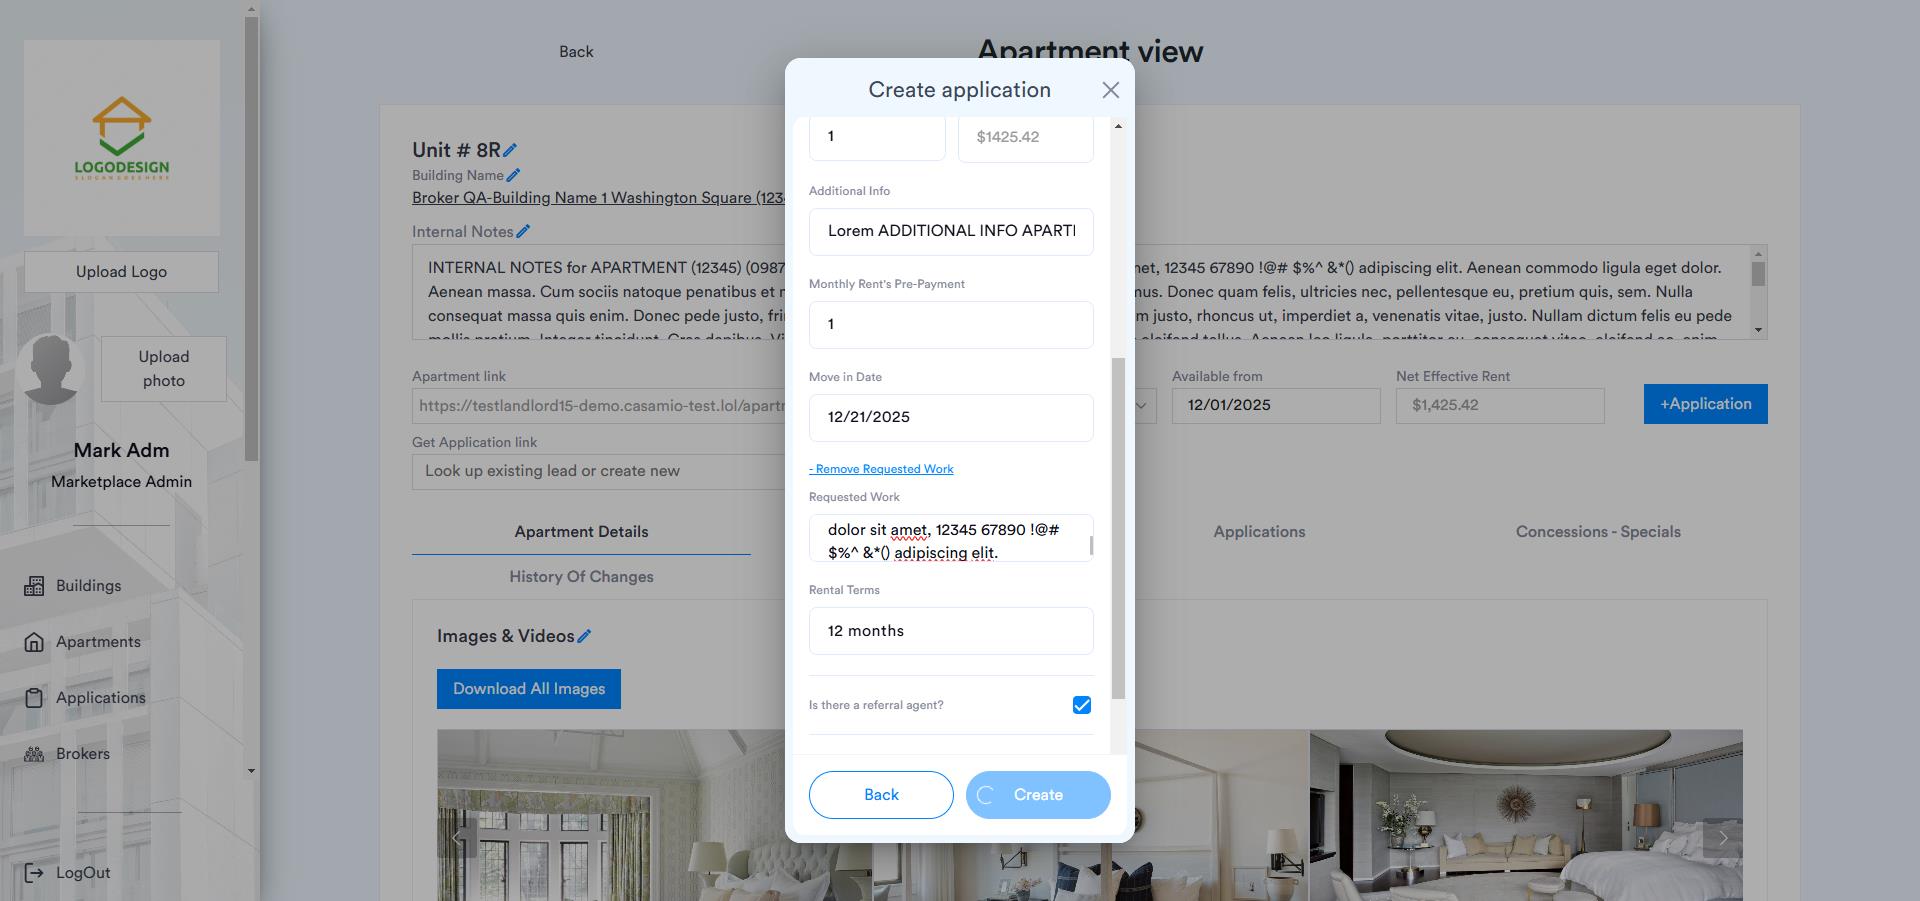 LOGODESIGN
SLOGAN GOES HERE
Upload Logo
Upload
photo
Mark Adm
Marketplace Admin
Buildings
Apartments
Applications
Brokers
LogOut
Back
Apartment view
Unit # 8R
Building Name
Broker QA-Building Name 1 Washington Square (123
Internal Notes
INTERNAL NOTES for APARTMENT (12345) (0987
Aenean massa. Cum sociis natoque penatibus et
consequat massa quis enim. Donec pede justo,
met, 12345 67890 !@# $%^ &*() adipiscing elit. Aenean commodo ligula eget dolor.
mus. Donec quam felis, ultricies nec, pellentesque eu, pretium quis, sem. Nulla
m justo, rhoncus ut, imperdiet a, venenatis vitae, justo. Nullam dictum felis eu pede
Apartment link
https://testlandlord15-demo.casamio-test.lol/apartm
Get Application link
Look up existing lead or create new
Available from
12/01/2025
Net Effective Rent
$1,425.42
+Application
Apartment Details
Applications
Concessions - Specials
History Of Changes
Images & Videos
Download All Images
Create application
1
$1425.42
Additional Info
Lorem ADDITIONAL INFO APARTI
Monthly Rent's Pre-Payment
1
Move in Date
12/21/2025
- Remove Requested Work
Requested Work
dolor sit amet, 12345 67890 !@#
$%^ &*() adipiscing elit.
Rental Terms
12 months
Is there a referral agent?
Back
Create